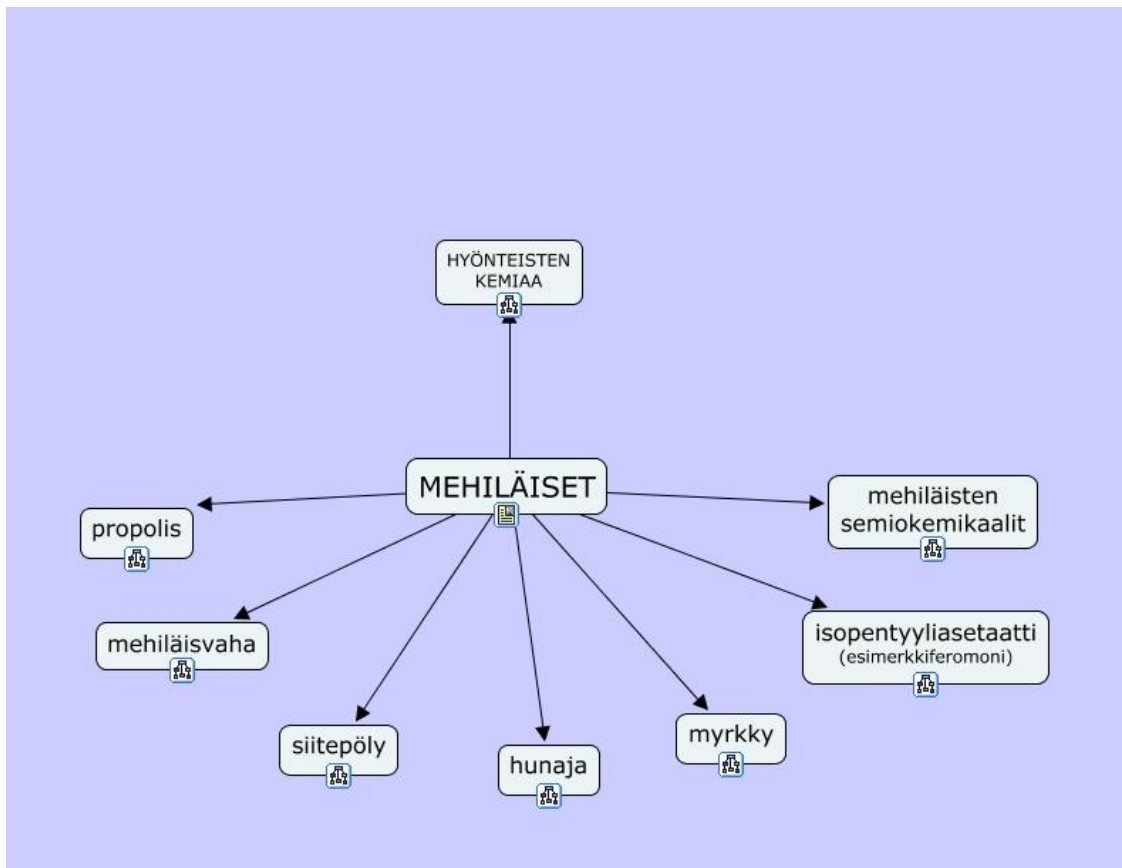 HYÖNTEISTEN
KEMIAA
MEHILÄISET
mehiläisten
semiokemikaalit
propolis
isopentyyliasetaatti
(esimerkkiferomoni)
mehiläisvaha
myrkky
siitepöly
hunaja